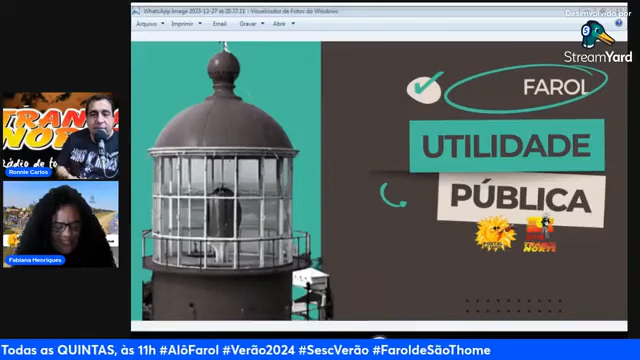 WhatsApp Image 2023-12-27 at 20.37.11 - Visualizador de Fotos do Windows
Arquivo Imprimir Email Gravar Abrir
Desenvolvido por
StreamYard
FAROL
UTILIDADE
PÚBLICA
NORTE
Ronnie Carlos
Fabiana Henriques
Todas as QUINTAS, às 11h #AlôFarol #Verão2024 #SescVerão #FaroldeSãoThome